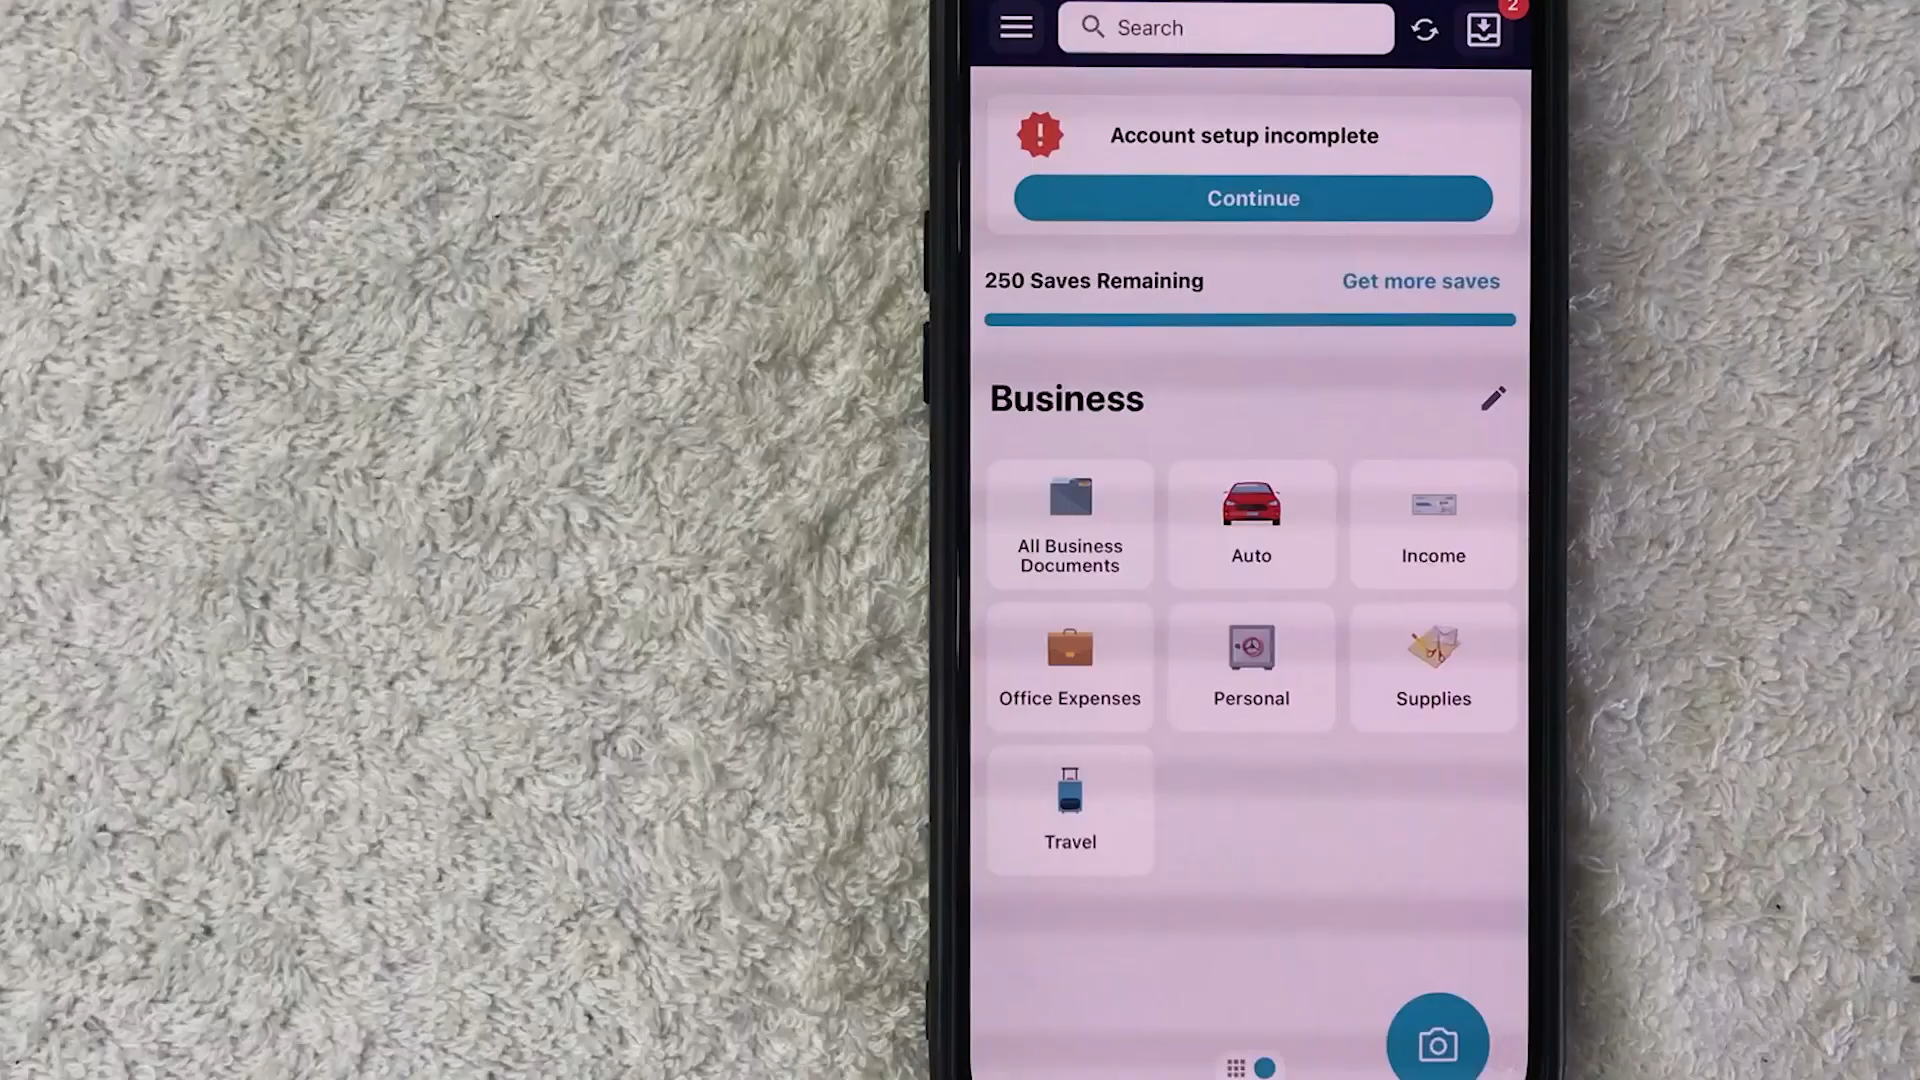 Search
2
Account setup incomplete
Continue
250 Saves Remaining
Get more saves
Business
All Business
Documents
Auto
Income
Office Expenses
Personal
Supplies
Travel